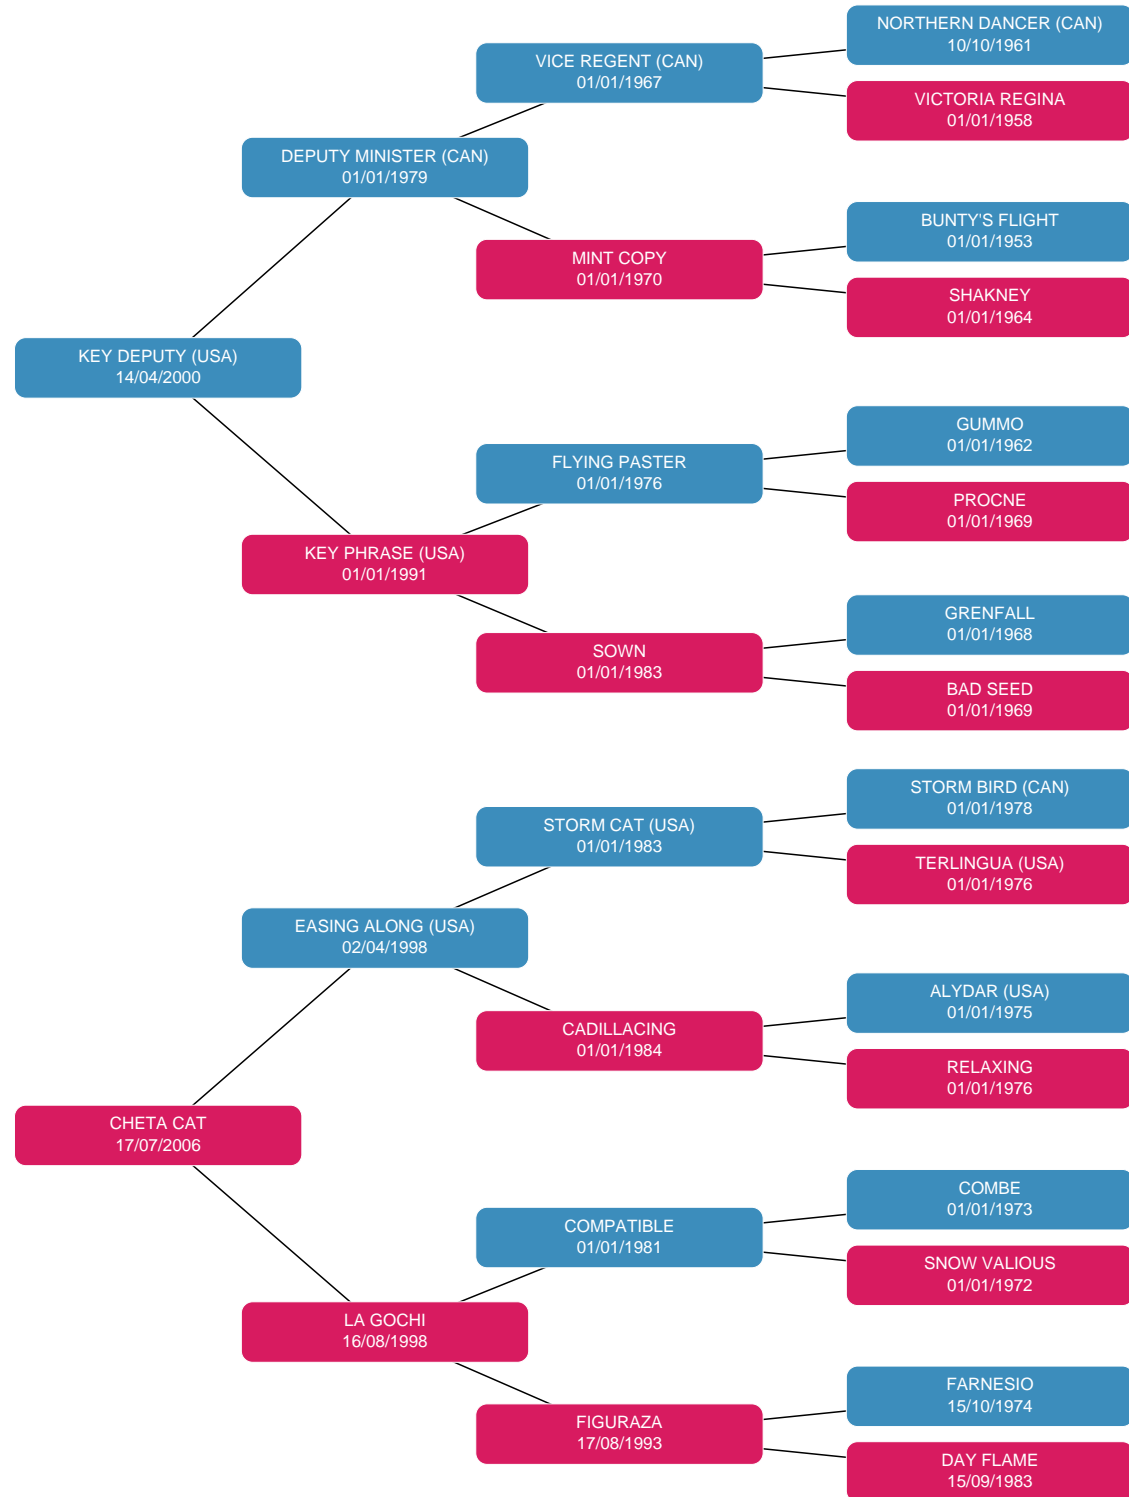 NORTHERN DANCER (CAN)
10/10/1961
VICE REGENT (CAN)
01/01/1967
VICTORIA REGINA
01/01/1958
DEPUTY MINISTER (CAN)
01/01/1979
BUNTY'S FLIGHT
01/01/1953
MINT COPY
01/01/1970
SHAKNEY
01/01/1964
KEY DEPUTY (USA)
14/04/2000
GUMMO
01/01/1962
FLYING PASTER
01/01/1976
PROCNE
01/01/1969
KEY PHRASE (USA)
01/01/1991
GRENFALL
01/01/1968
SOWN
01/01/1983
BAD SEED
01/01/1969
STORM BIRD (CAN)
01/01/1978
STORM CAT (USA)
01/01/1983
TERLINGUA (USA)
01/01/1976
EASING ALONG (USA)
02/04/1998
ALYDAR (USA)
01/01/1975
CADILLACING
01/01/1984
RELAXING
01/01/1976
CHETA CAT
17/07/2006
COMBE
01/01/1973
COMPATIBLE
01/01/1981
SNOW VALIOUS
01/01/1972
LA GOCHI
16/08/1998
FARNESIO
15/10/1974
FIGURAZA
17/08/1993
DAY FLAME
15/09/1983